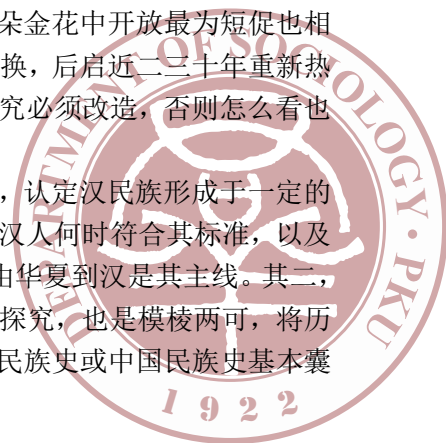 朵金花中开放最为短促也相
换，后启近二三十年重新热
究必须改造，否则怎么看也
，认定汉民族形成于一定的
汉人何时符合其标准，以及
由华夏到汉是其主线。其二，
探究，也是模棱两可，将历
民族史或中国民族史基本囊
DEPARTMENT OF SOCIOLOGY · PKU
1922